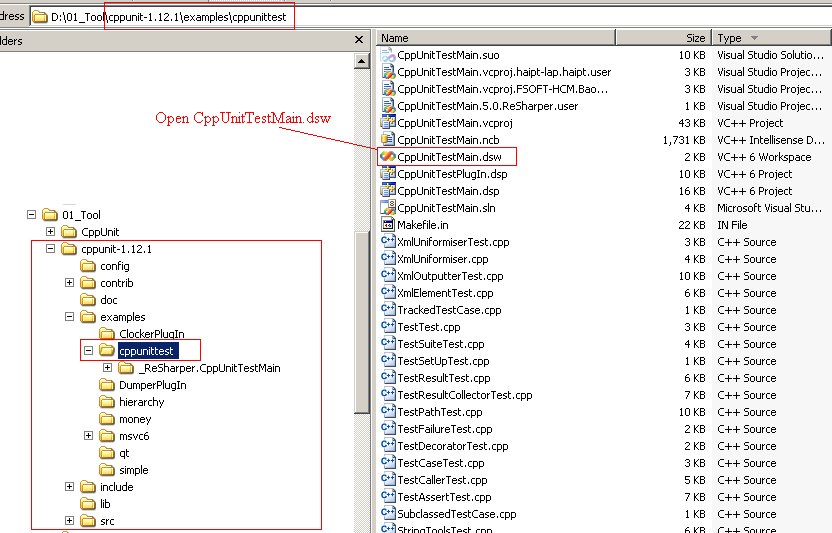 dress D:\01_Tool\cppunit-1.12.1\examples\cppunittest
ders
Name Size Type
CppUnitTestMain.suo 10 KB Visual Studio Solutio...
CppUnitTestMain.vcproj.haipt-lap.haipt.user 3 KB Visual Studio Projec...
CppUnitTestMain.vcproj.FSOFT-HCM.Bao... 3 KB Visual Studio Projec...
CppUnitTestMain.5.0.ReSharper.user 1 KB Visual Studio Projec...
CppUnitTestMain.vcproj 43 KB VC++ Project
CppUnitTestMain.ncb 1,731 KB VC++ Intellisense D...
CppUnitTestMain.dsw 2 KB VC++ 6 Workspace
CppUnitTestPlugIn.dsp 10 KB VC++ 6 Project
CppUnitTestMain.dsp 16 KB VC++ 6 Project
CppUnitTestMain.sln 4 KB Microsoft Visual Stu...
Makefile.in 22 KB IN File
XmlUniformiserTest.cpp 3 KB C++ Source
XmlUniformiser.cpp 4 KB C++ Source
XmlOutputterTest.cpp 10 KB C++ Source
XmlElementTest.cpp 6 KB C++ Source
TrackedTestCase.cpp 1 KB C++ Source
TestTest.cpp 3 KB C++ Source
TestSuiteTest.cpp 4 KB C++ Source
TestSetUpTest.cpp 1 KB C++ Source
TestResultTest.cpp 6 KB C++ Source
TestResultCollectorTest.cpp 7 KB C++ Source
TestPathTest.cpp 10 KB C++ Source
TestFailureTest.cpp 2 KB C++ Source
TestDecoratorTest.cpp 2 KB C++ Source
TestCaseTest.cpp 3 KB C++ Source
TestCallerTest.cpp 5 KB C++ Source
TestAssertTest.cpp 7 KB C++ Source
SubclassedTestCase.cpp 1 KB C++ Source
StringToolsTest.cpp 6 KB C++ Source
Open CppUnitTestMain.dsw
01_Tool
CppUnit
cppunit-1.12.1
config
contrib
doc
examples
ClockerPlugIn
cppunittest
_ReSharper.CppUnitTestMain
DumperPlugIn
hierarchy
money
msvc6
qt
simple
include
lib
src